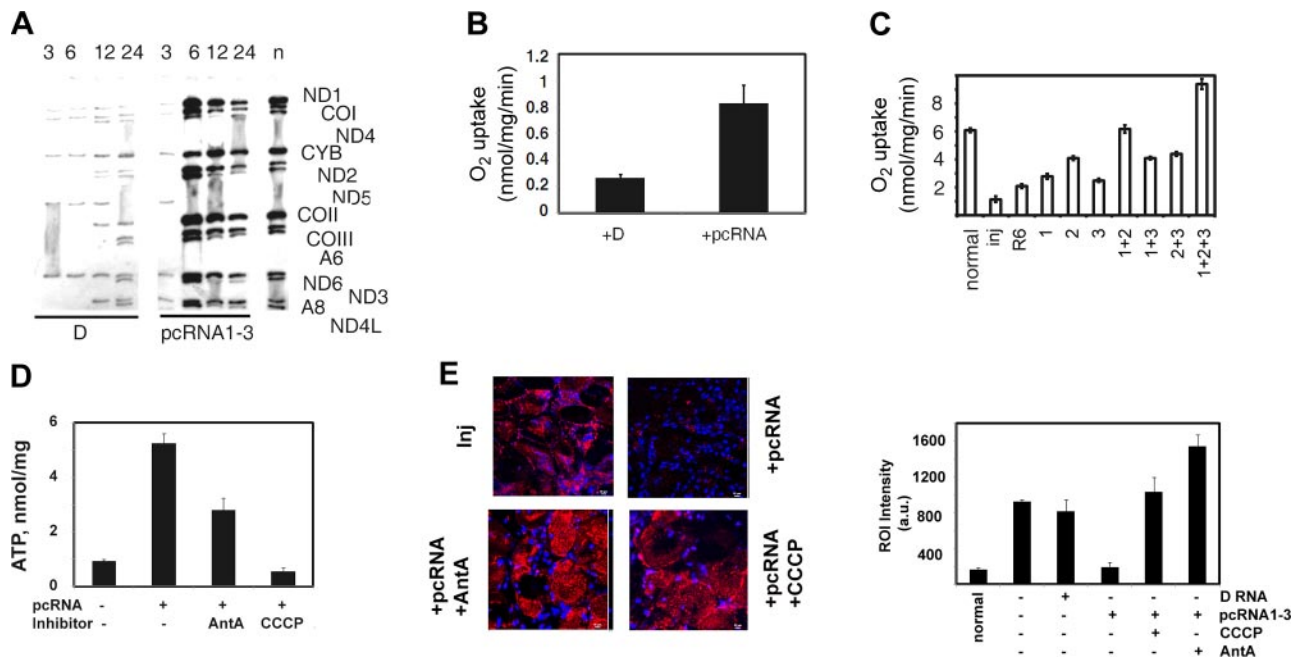 A
3 6 12 24 3 6 12 24 n
ND1
COI
ND4
CYB
ND2
ND5
COII
COIII
A6
ND6
ND3
A8
ND4L
D pcRNA1-3
B
O2 uptake
(nmol/mg/min)
1.2
1
0.8
0.6
0.4
0.2
0
+D +pcRNA
C
O2 uptake
(nmol/mg/min)
8
6
4
2
normal inj R6 1 2 3 1+2 1+3 2+3 1+2+3
D
ATP, nmol/mg
6
4
2
0
pcRNA - + + +
Inhibitor - - AntA CCCP
E
Inj
+pcRNA
+pcRNA
+AntA
+pcRNA
+CCCP
ROI Intensity
(a.u.)
1600
1200
800
400
normal
- + - - - D RNA
- - + + + pcRNA1-3
- - - + - CCCP
- - - - + AntA